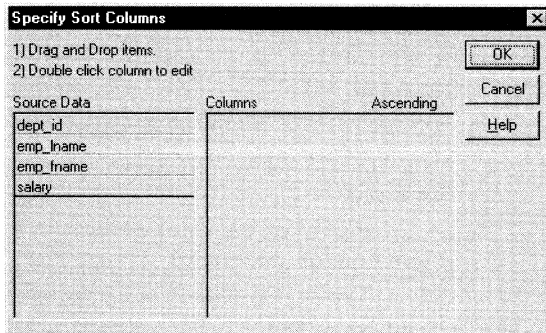 Specify Sort Columns
1) Drag and Drop items.
2) Double click column to edit
OK
Cancel
Help
Source Data
Columns
Ascending
dept_id
emp_lname
emp_fname
salary